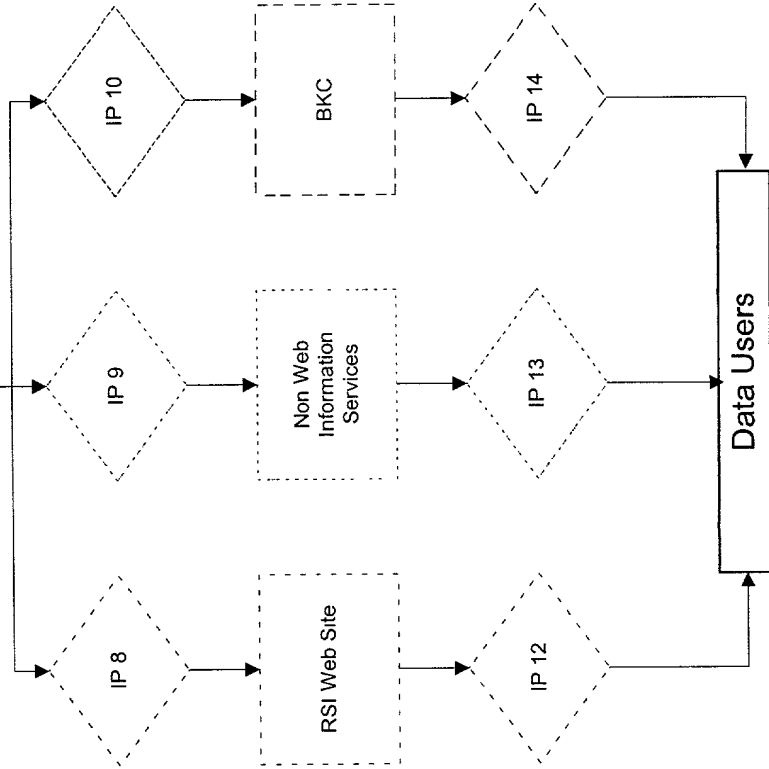 IP 8
IP 9
IP 10
RSI Web Site
Non Web
Information
Services
BKC
IP 12
IP 13
IP 14
Data Users